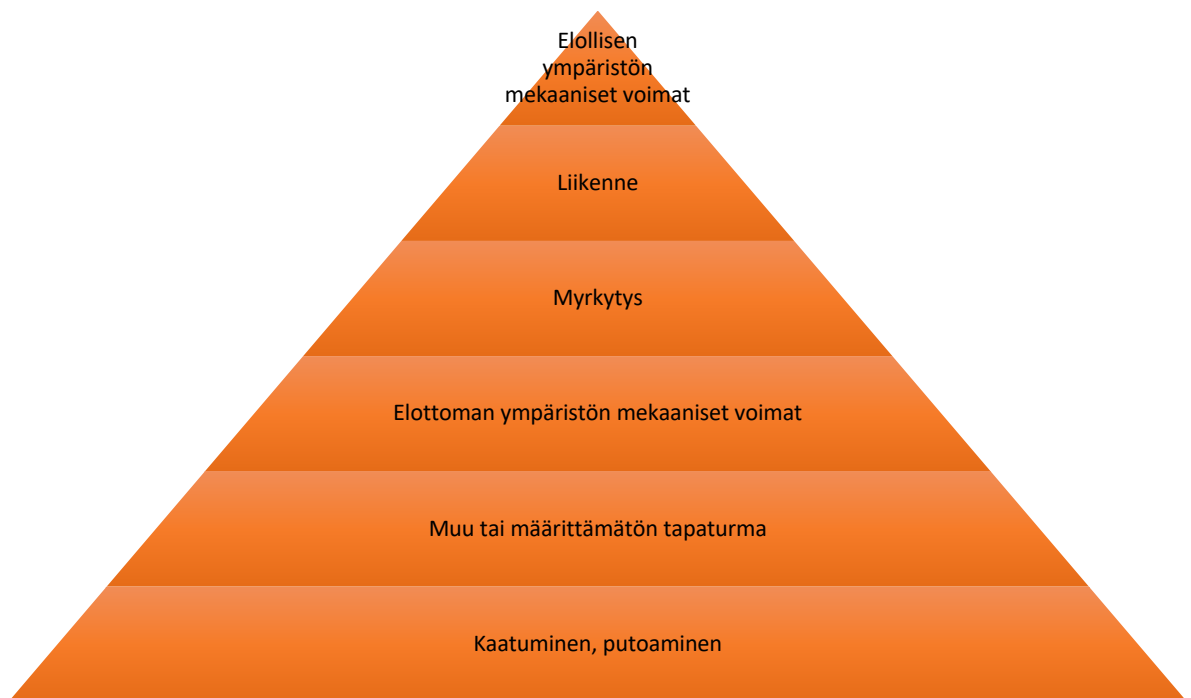 Elollisen
ympäristön
mekaaniset voimat
Liikenne
Myrkytys
Elottoman ympäristön mekaaniset voimat
Muu tai määrittämätön tapaturma
Kaatuminen, putoaminen